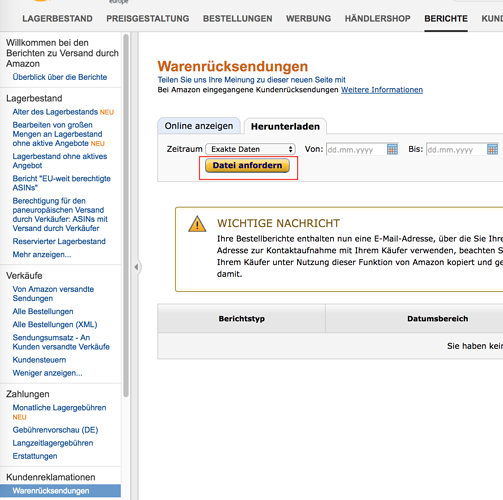 europe
LAGERBESTAND PREISGESTALTUNG BESTELLUNGEN WERBUNG HÄNDLERSHOP BERICHTE
Willkommen bei den
Berichten zu Versand durch
Amazon
Überblick über die Berichte
Lagerbestand
Alter des Lagerbestands NEU
Bearbeiten von großen
Mengen an Lagerbestand
ohne aktive Angebote NEU
Lagerbestand ohne aktives
Angebot
Bericht "EU-weit berechtigte
ASINs"
Berechtigung für den
paneuropäischen Versand
durch Verkäufer: ASINs mit
Versand durch Verkäufer
Reservierter Lagerbestand
Mehr anzeigen...
Verkäufe
Von Amazon versandte
Sendungen
Alle Bestellungen
Alle Bestellungen (XML)
Sendungsumsatz - An
Kunden versandte Verkäufe
Kundensteuern
Weniger anzeigen...
Zahlungen
Monatliche Lagergebühren
NEU
Gebührenvorschau (DE)
Langzeitlagergebühren
Erstattungen
Kundenreklamationen
Warenrücksendungen
Warenrücksendungen
Teilen Sie uns Ihre Meinung zu dieser neuen Seite mit
Bei Amazon eingegangene Kundenrücksendungen Weitere Informationen
Online anzeigen Herunterladen
Zeitraum Exakte Daten Von: dd.mm.yyyy Bis: dd.mm.yyyy
Datei anfordern
WICHTIGE NACHRICHT
Ihre Bestellberichte enthalten nun eine E-Mail-Adresse, über die Sie
Adresse zur Kontaktaufnahme mit Ihrem Käufer verwenden, beachten
Ihrem Käufer unter Nutzung dieser Funktion von Amazon kopiert und
damit.
Berichtstyp Datumsbereich
Sie haben